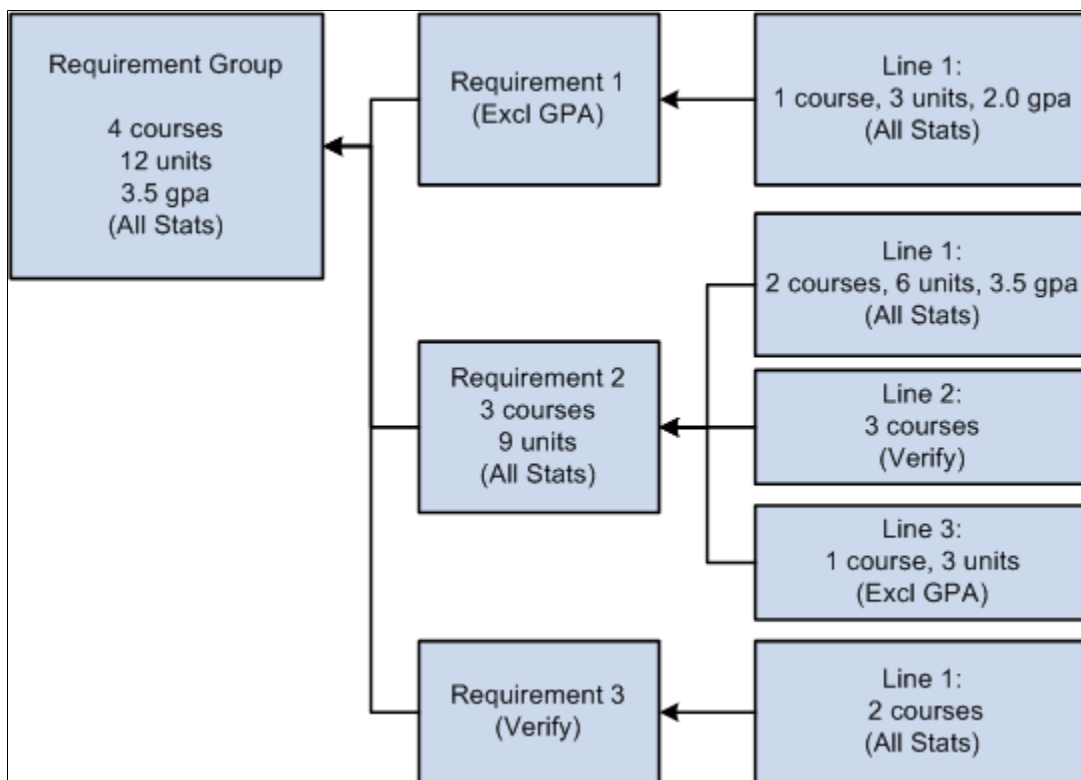 Requirement Group
4 courses
12 units
3.5 gpa
(All Stats)
Requirement 1
(Excl GPA)
Line 1:
1 course, 3 units, 2.0 gpa
(All Stats)
Requirement 2
3 courses
9 units
(All Stats)
Line 1:
2 courses, 6 units, 3.5 gpa
(All Stats)
Line 2:
3 courses
(Verify)
Line 3:
1 course, 3 units
(Excl GPA)
Requirement 3
(Verify)
Line 1:
2 courses
(All Stats)